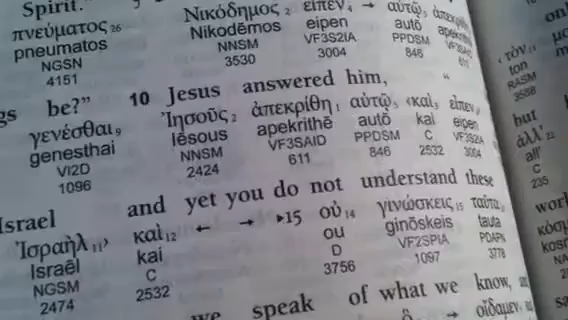 Spirit."
πνεύματος 26 Νικόδημος 2 εἶπεν 4 → αὐτῷ 5
pneumatos Nikodēmos eipen autō
NGSN NNSM VF3S2IA PPDSM
4151 3530 3004 846
be?" 10 Jesus answered him, "
γενέσθαι 9 Ἰησοῦς 2 ἀπεκρίθη 1 αὐτῷ 3 ‹καὶ 4 εἶπεν
genesthai Iēsous apekrithē autō kai eipen
VI2D NNSM VF3SAID PPDSM C VF3S2IA
1096 2424 611 846 2532 3004
Israel and yet you do not understand these
Ἰσραὴλ 11› καὶ 12 ← → ▸15 οὐ 14 γινώσκεις 15 ταῦτα
Israēl kai ou ginōskeis tauta
NGSM C D VF2SPIA PDAPN
2474 2532 3756 1097 3778
we speak of what we know,
οἴδαμεν
‹τὸν
ton
RASM
3588
but
ἀλλ' 22
all'
C
235